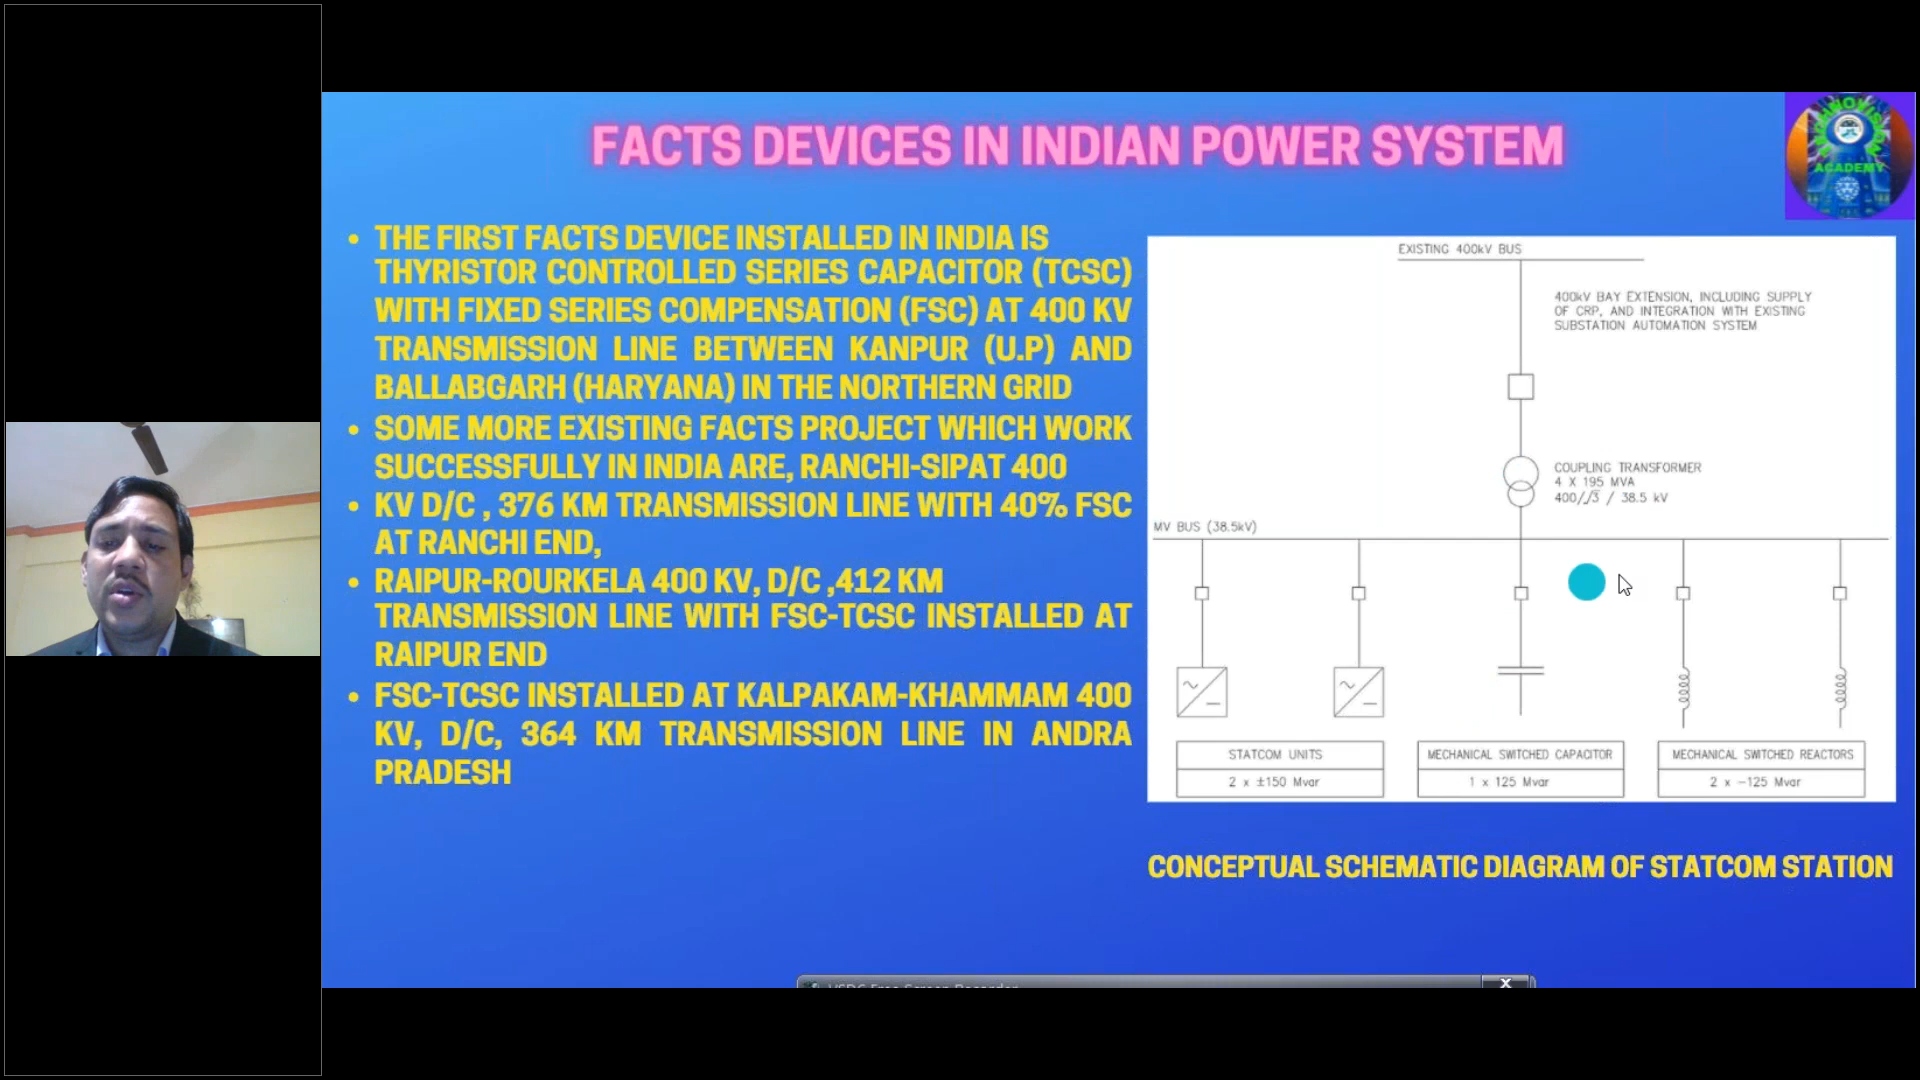 FACTS DEVICES IN INDIAN POWER SYSTEM
ACADEMY
THE FIRST FACTS DEVICE INSTALLED IN INDIA IS
THYRISTOR CONTROLLED SERIES CAPACITOR (TCSC)
WITH FIXED SERIES COMPENSATION (FSC) AT 400 KV
TRANSMISSION LINE BETWEEN KANPUR (U.P) AND
BALLABGARH (HARYANA) IN THE NORTHERN GRID
SOME MORE EXISTING FACTS PROJECT WHICH WORK
SUCCESSFULLY IN INDIA ARE, RANCHI-SIPAT 400
KV D/C , 376 KM TRANSMISSION LINE WITH 40% FSC
AT RANCHI END,
RAIPUR-ROURKELA 400 KV, D/C ,412 KM
TRANSMISSION LINE WITH FSC-TCSC INSTALLED AT
RAIPUR END
FSC-TCSC INSTALLED AT KALPAKAM-KHAMMAM 400
KV, D/C, 364 KM TRANSMISSION LINE IN ANDRA
PRADESH
EXISTING 400kV BUS
400kV BAY EXTENSION, INCLUDING SUPPLY
OF CRP, AND INTEGRATION WITH EXISTING
SUBSTATION AUTOMATION SYSTEM
COUPLING TRANSFORMER
4 X 195 MVA
400/√3 / 38.5 kV
MV BUS (38.5kV)
STATCOM UNITS
2 x ±150 Mvar
MECHANICAL SWITCHED CAPACITOR
1 x 125 Mvar
MECHANICAL SWITCHED REACTORS
2 x -125 Mvar
CONCEPTUAL SCHEMATIC DIAGRAM OF STATCOM STATION